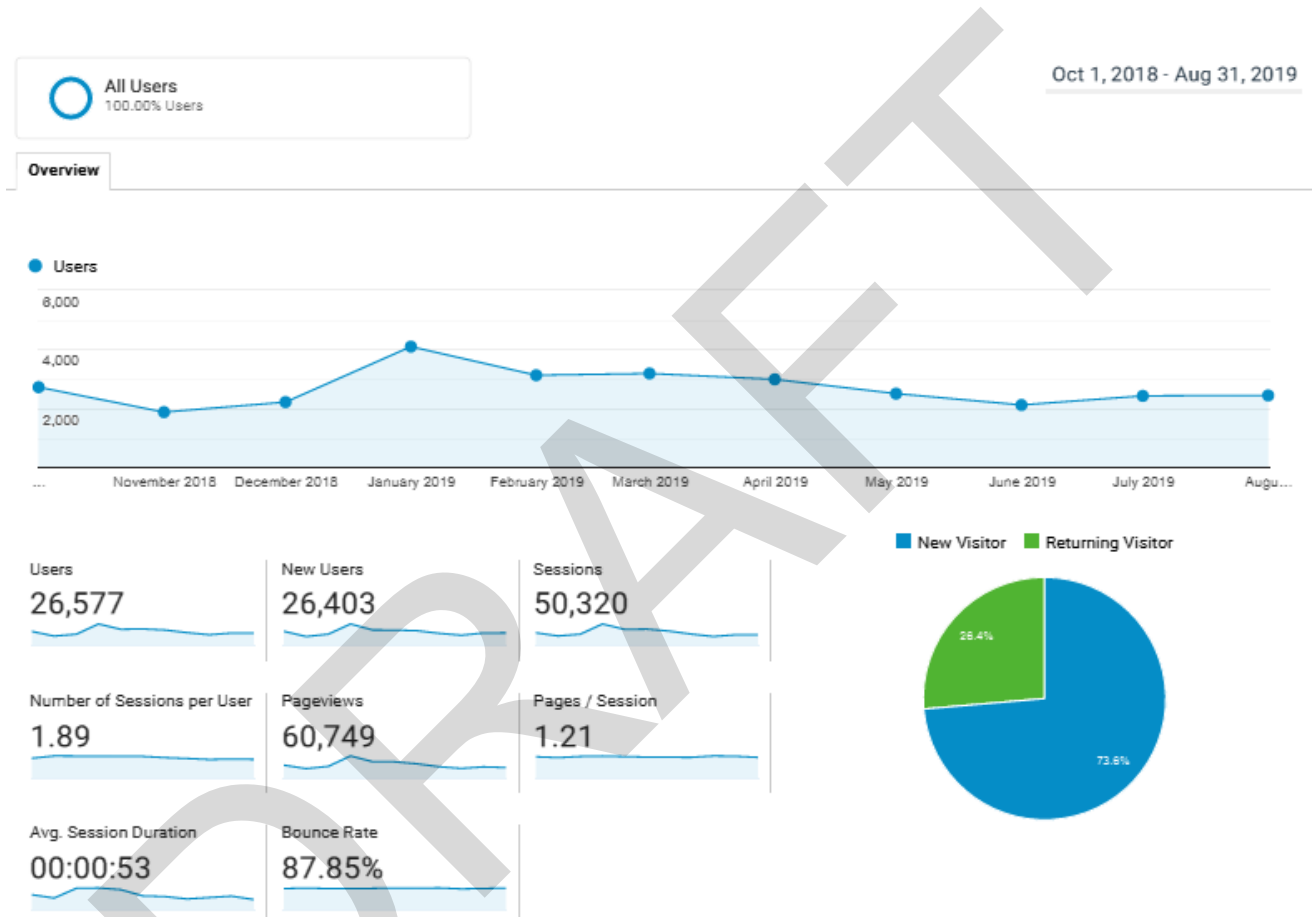 All Users
100.00% Users
Oct 1, 2018 - Aug 31, 2019
Overview
Users
6,000
4,000
2,000
...
November 2018
December 2018
January 2019
February 2019
March 2019
April 2019
May 2019
June 2019
July 2019
Augu...
New Visitor
Returning Visitor
Users
26,577
New Users
26,403
Sessions
50,320
Number of Sessions per User
1.89
Pageviews
60,749
Pages / Session
1.21
Avg. Session Duration
00:00:53
Bounce Rate
87.85%
26.4%
73.6%
DRAFT